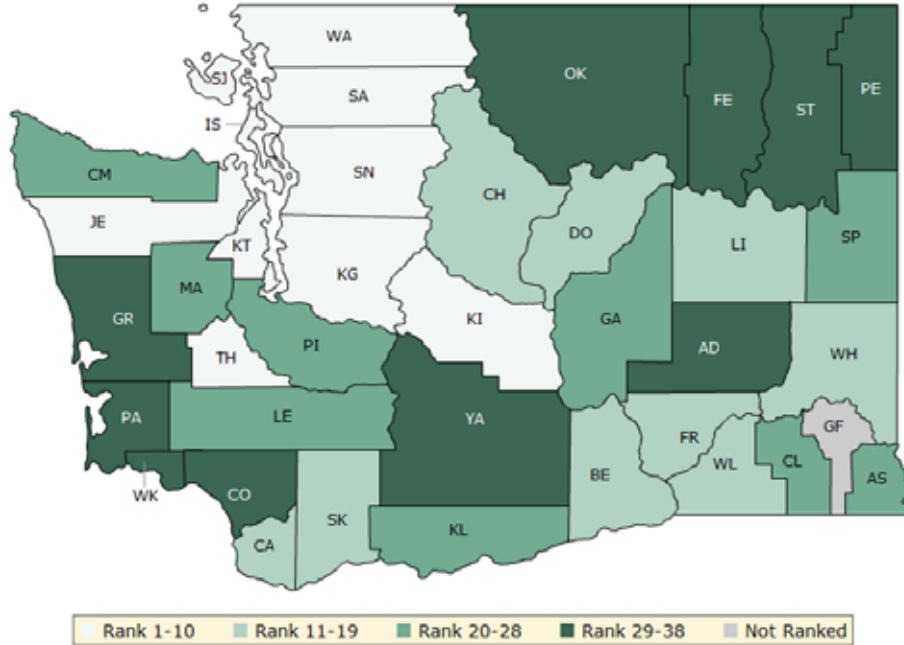 WA
OK
FE
ST
PE
SJ
SA
IS
SN
CM
CH
JE
KT
DO
LI
SP
KG
MA
GR
KI
GA
PI
TH
AD
WH
PA
LE
YA
FR
GF
WK
CO
BE
WL
CL
AS
SK
KL
CA
Rank 1-10 Rank 11-19 Rank 20-28 Rank 29-38 Not Ranked